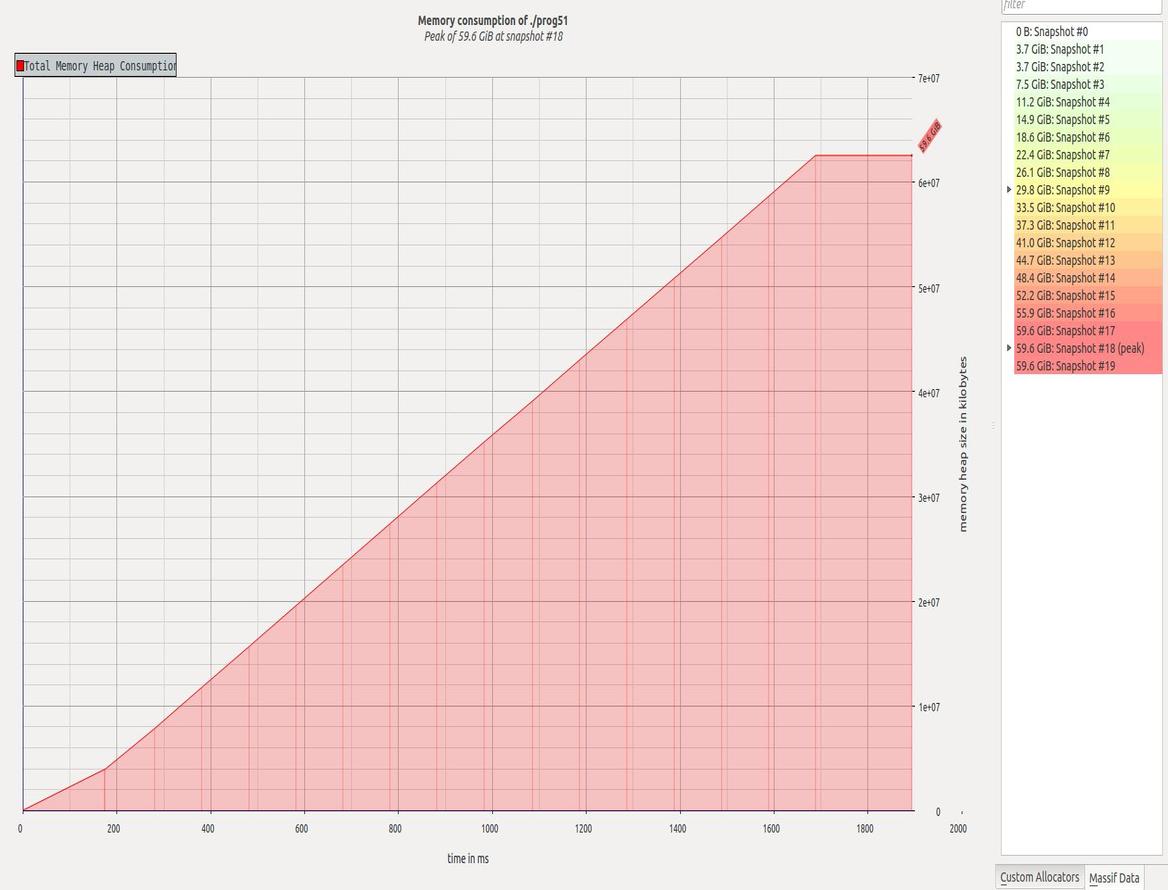 Memory consumption of ./prog51
Peak of 59.6 GiB at snapshot #18
Total Memory Heap Consumption
59.6 GiB
7e+07
6e+07
5e+07
4e+07
3e+07
2e+07
1e+07
0
memory heap size in kilobytes
0 200 400 600 800 1000 1200 1400 1600 1800 2000
time in ms
filter
0 B: Snapshot #0
3.7 GiB: Snapshot #1
3.7 GiB: Snapshot #2
7.5 GiB: Snapshot #3
11.2 GiB: Snapshot #4
14.9 GiB: Snapshot #5
18.6 GiB: Snapshot #6
22.4 GiB: Snapshot #7
26.1 GiB: Snapshot #8
29.8 GiB: Snapshot #9
33.5 GiB: Snapshot #10
37.3 GiB: Snapshot #11
41.0 GiB: Snapshot #12
44.7 GiB: Snapshot #13
48.4 GiB: Snapshot #14
52.2 GiB: Snapshot #15
55.9 GiB: Snapshot #16
59.6 GiB: Snapshot #17
59.6 GiB: Snapshot #18 (peak)
59.6 GiB: Snapshot #19
Custom Allocators
Massif Data